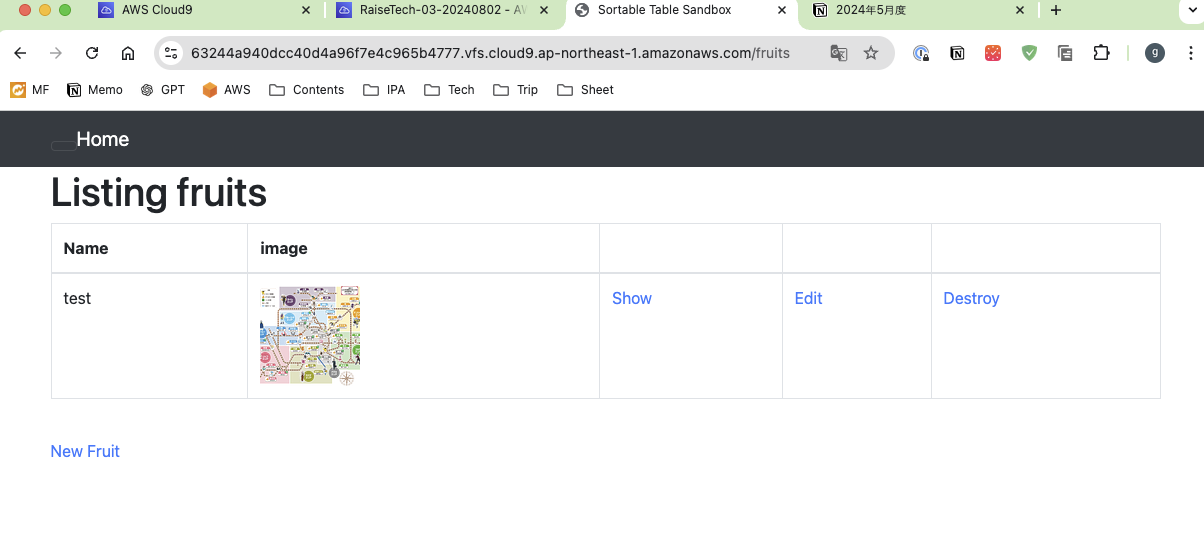 AWS Cloud9
RaiseTech-03-20240802 - AW
Sortable Table Sandbox
2024年5月度
63244a940dcc40d4a96f7e4c965b4777.vfs.cloud9.ap-northeast-1.amazonaws.com/fruits
g
MF Memo GPT AWS Contents IPA Tech Trip Sheet
Home
Listing fruits
Name image
test Show Edit Destroy
New Fruit